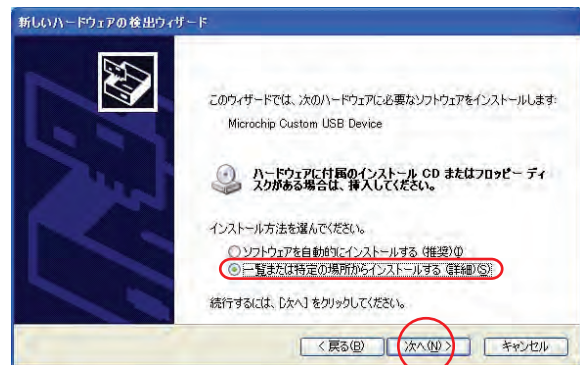 新しいハードウェアの検出ウィザード
このウィザードでは、次のハードウェアに必要なソフトウェアをインストールします:
Microchip Custom USB Device
ハードウェアに付属のインストール CD またはフロッピー ディ
スクがある場合は、挿入してください。
インストール方法を選んでください。
ソフトウェアを自動的にインストールする (推奨)(I)
一覧または特定の場所からインストールする (詳細)(S)
続行するには、[次へ] をクリックしてください。
< 戻る(B) 次へ(N) > キャンセル